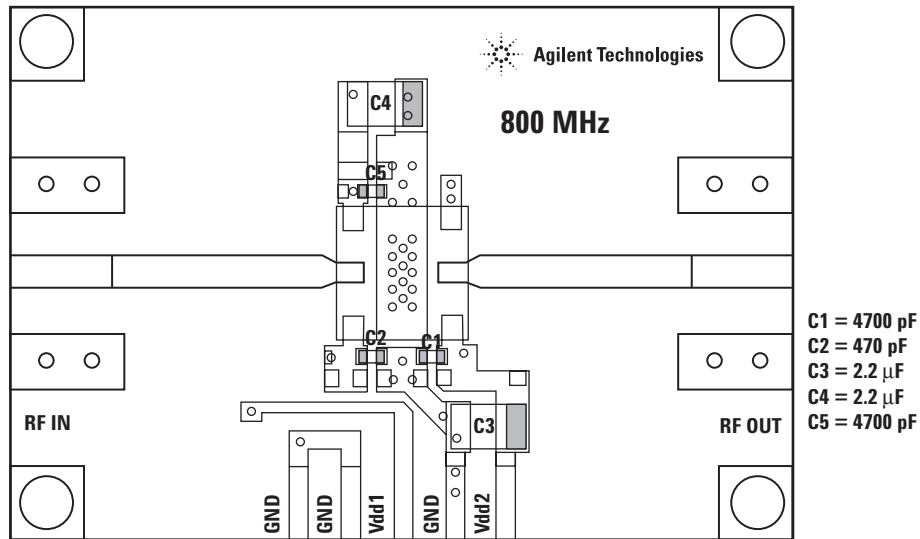 Agilent Technologies
C4
800 MHz
C5
C1 = 4700 pF
C2 = 470 pF
C3 = 2.2 μF
C4 = 2.2 μF
C5 = 4700 pF
C2
C1
RF IN
C3
RF OUT
GND
GND
Vdd1
GND
Vdd2